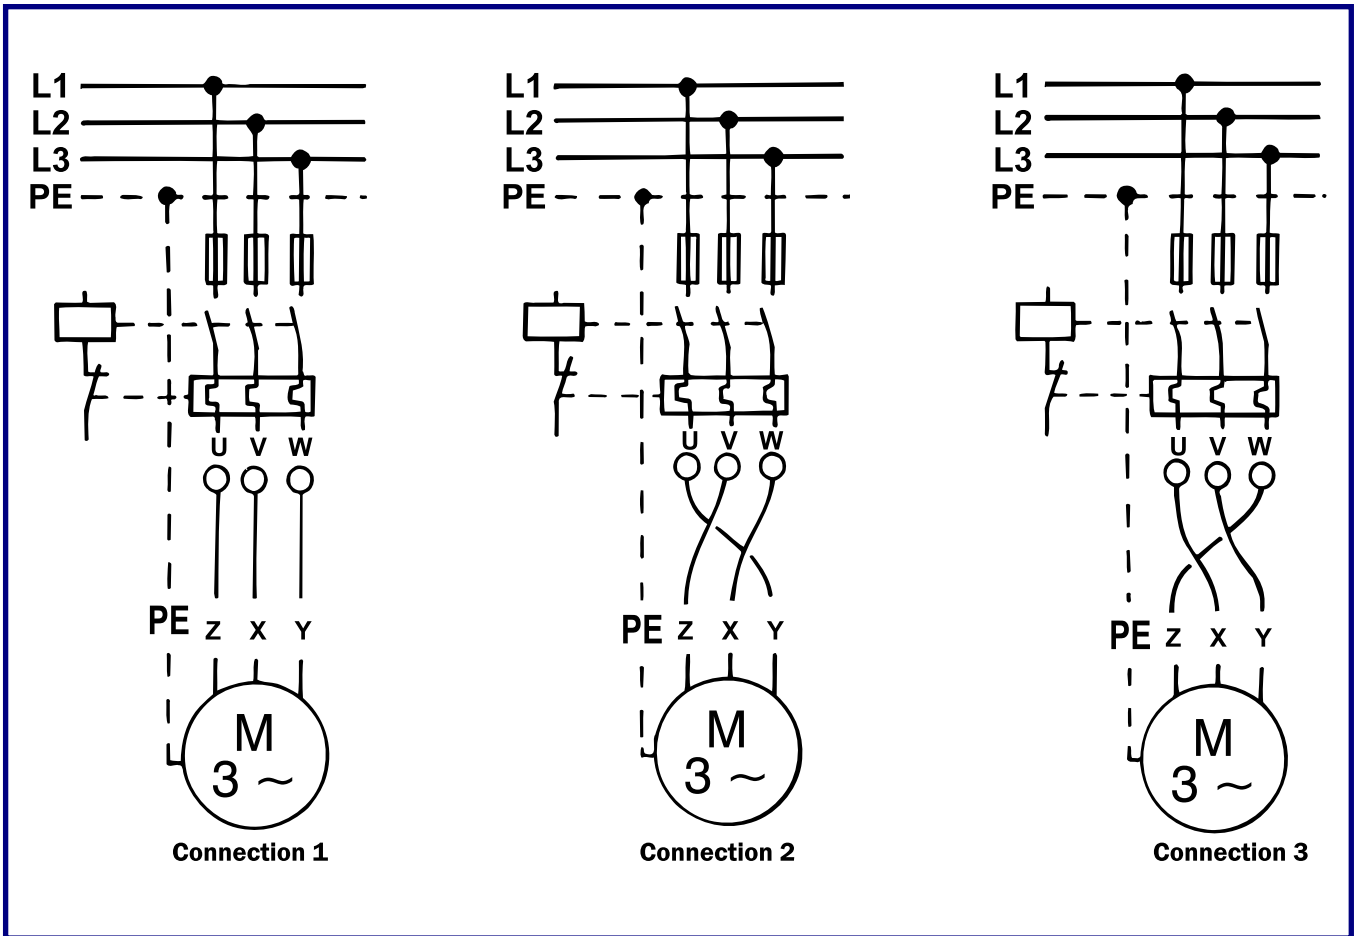 L1
L2
L3
PE
U V W
PE Z X Y
M
3 ~
Connection 1
L1
L2
L3
PE
U V W
PE Z X Y
M
3 ~
Connection 2
L1
L2
L3
PE
U V W
PE Z X Y
M
3 ~
Connection 3